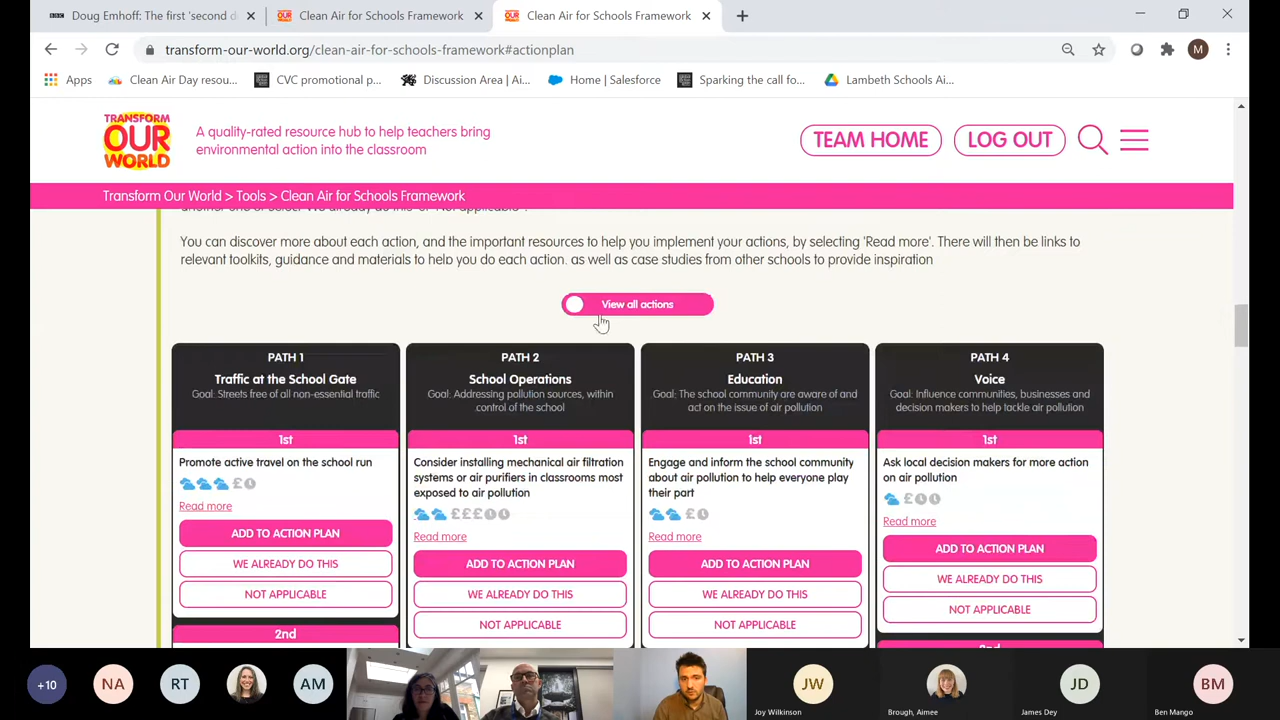 Doug Emhoff: The first 'second d
Clean Air for Schools Framework
Clean Air for Schools Framework
transform-our-world.org/clean-air-for-schools-framework#actionplan
M
Apps
Clean Air Day resou...
CVC promotional p...
Discussion Area | Ai...
Home | Salesforce
Sparking the call fo...
Lambeth Schools Ai...
TRANSFORM
OUR
WORLD
A quality-rated resource hub to help teachers bring
environmental action into the classroom
TEAM HOME
LOG OUT
Transform Our World > Tools > Clean Air for Schools Framework
You can discover more about each action, and the important resources to help you implement your actions, by selecting 'Read more'. There will then be links to
relevant toolkits, guidance and materials to help you do each action. as well as case studies from other schools to provide inspiration
View all actions
PATH 1
Traffic at the School Gate
Goal: Streets free of all non-essential traffic
1st
Promote active travel on the school run
£
Read more
ADD TO ACTION PLAN
WE ALREADY DO THIS
NOT APPLICABLE
2nd
PATH 2
School Operations
Goal: Addressing pollution sources, within
control of the school
1st
Consider installing mechanical air filtration
systems or air purifiers in classrooms most
exposed to air pollution
£££
Read more
ADD TO ACTION PLAN
WE ALREADY DO THIS
NOT APPLICABLE
PATH 3
Education
Goal: The school community are aware of and
act on the issue of air pollution
1st
Engage and inform the school community
about air pollution to help everyone play
their part
£
Read more
ADD TO ACTION PLAN
WE ALREADY DO THIS
NOT APPLICABLE
PATH 4
Voice
Goal: Influence communities, businesses and
decision makers to help tackle air pollution
1st
Ask local decision makers for more action
on air pollution
£
Read more
ADD TO ACTION PLAN
WE ALREADY DO THIS
NOT APPLICABLE
+10
NA
RT
AM
JW
Joy Wilkinson
Brough, Aimee
JD
James Dey
BM
Ben Mango